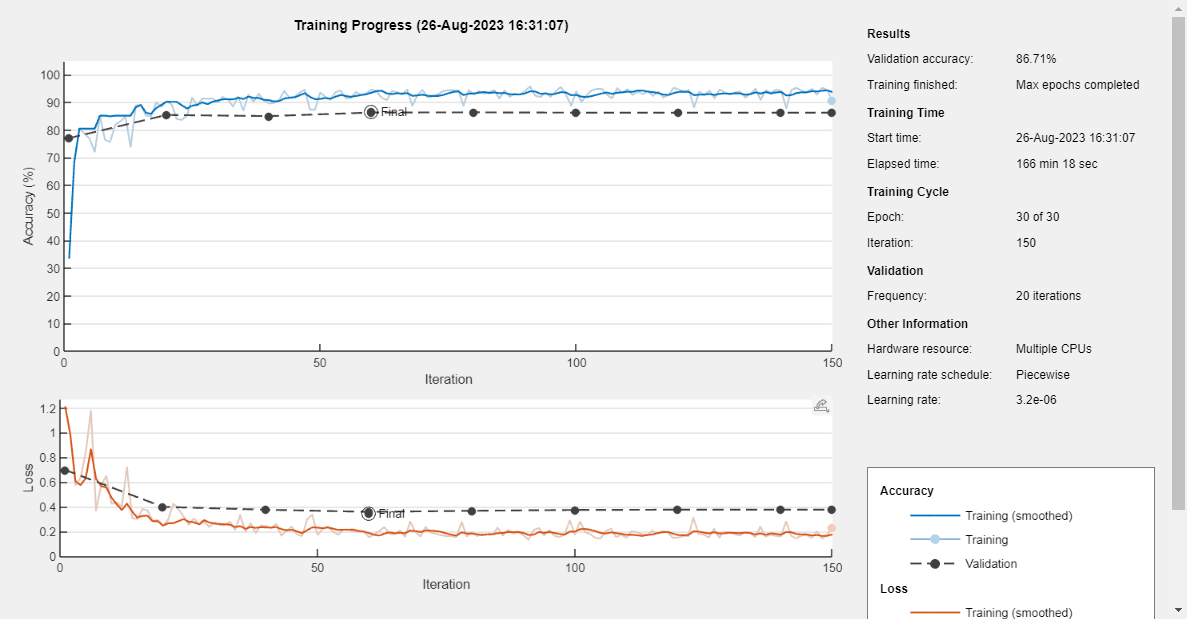 Training Progress (26-Aug-2023 16:31:07)
100
90
80
70
60
50
40
30
20
10
0
Accuracy (%)
Final
0 50 100 150
Iteration
1.2
1
0.8
0.6
0.4
0.2
0
Loss
Final
0 50 100 150
Iteration
Results
Validation accuracy: 86.71%
Training finished: Max epochs completed
Training Time
Start time: 26-Aug-2023 16:31:07
Elapsed time: 166 min 18 sec
Training Cycle
Epoch: 30 of 30
Iteration: 150
Validation
Frequency: 20 iterations
Other Information
Hardware resource: Multiple CPUs
Learning rate schedule: Piecewise
Learning rate: 3.2e-06
Accuracy
Training (smoothed)
Training
Validation
Loss
Training (smoothed)